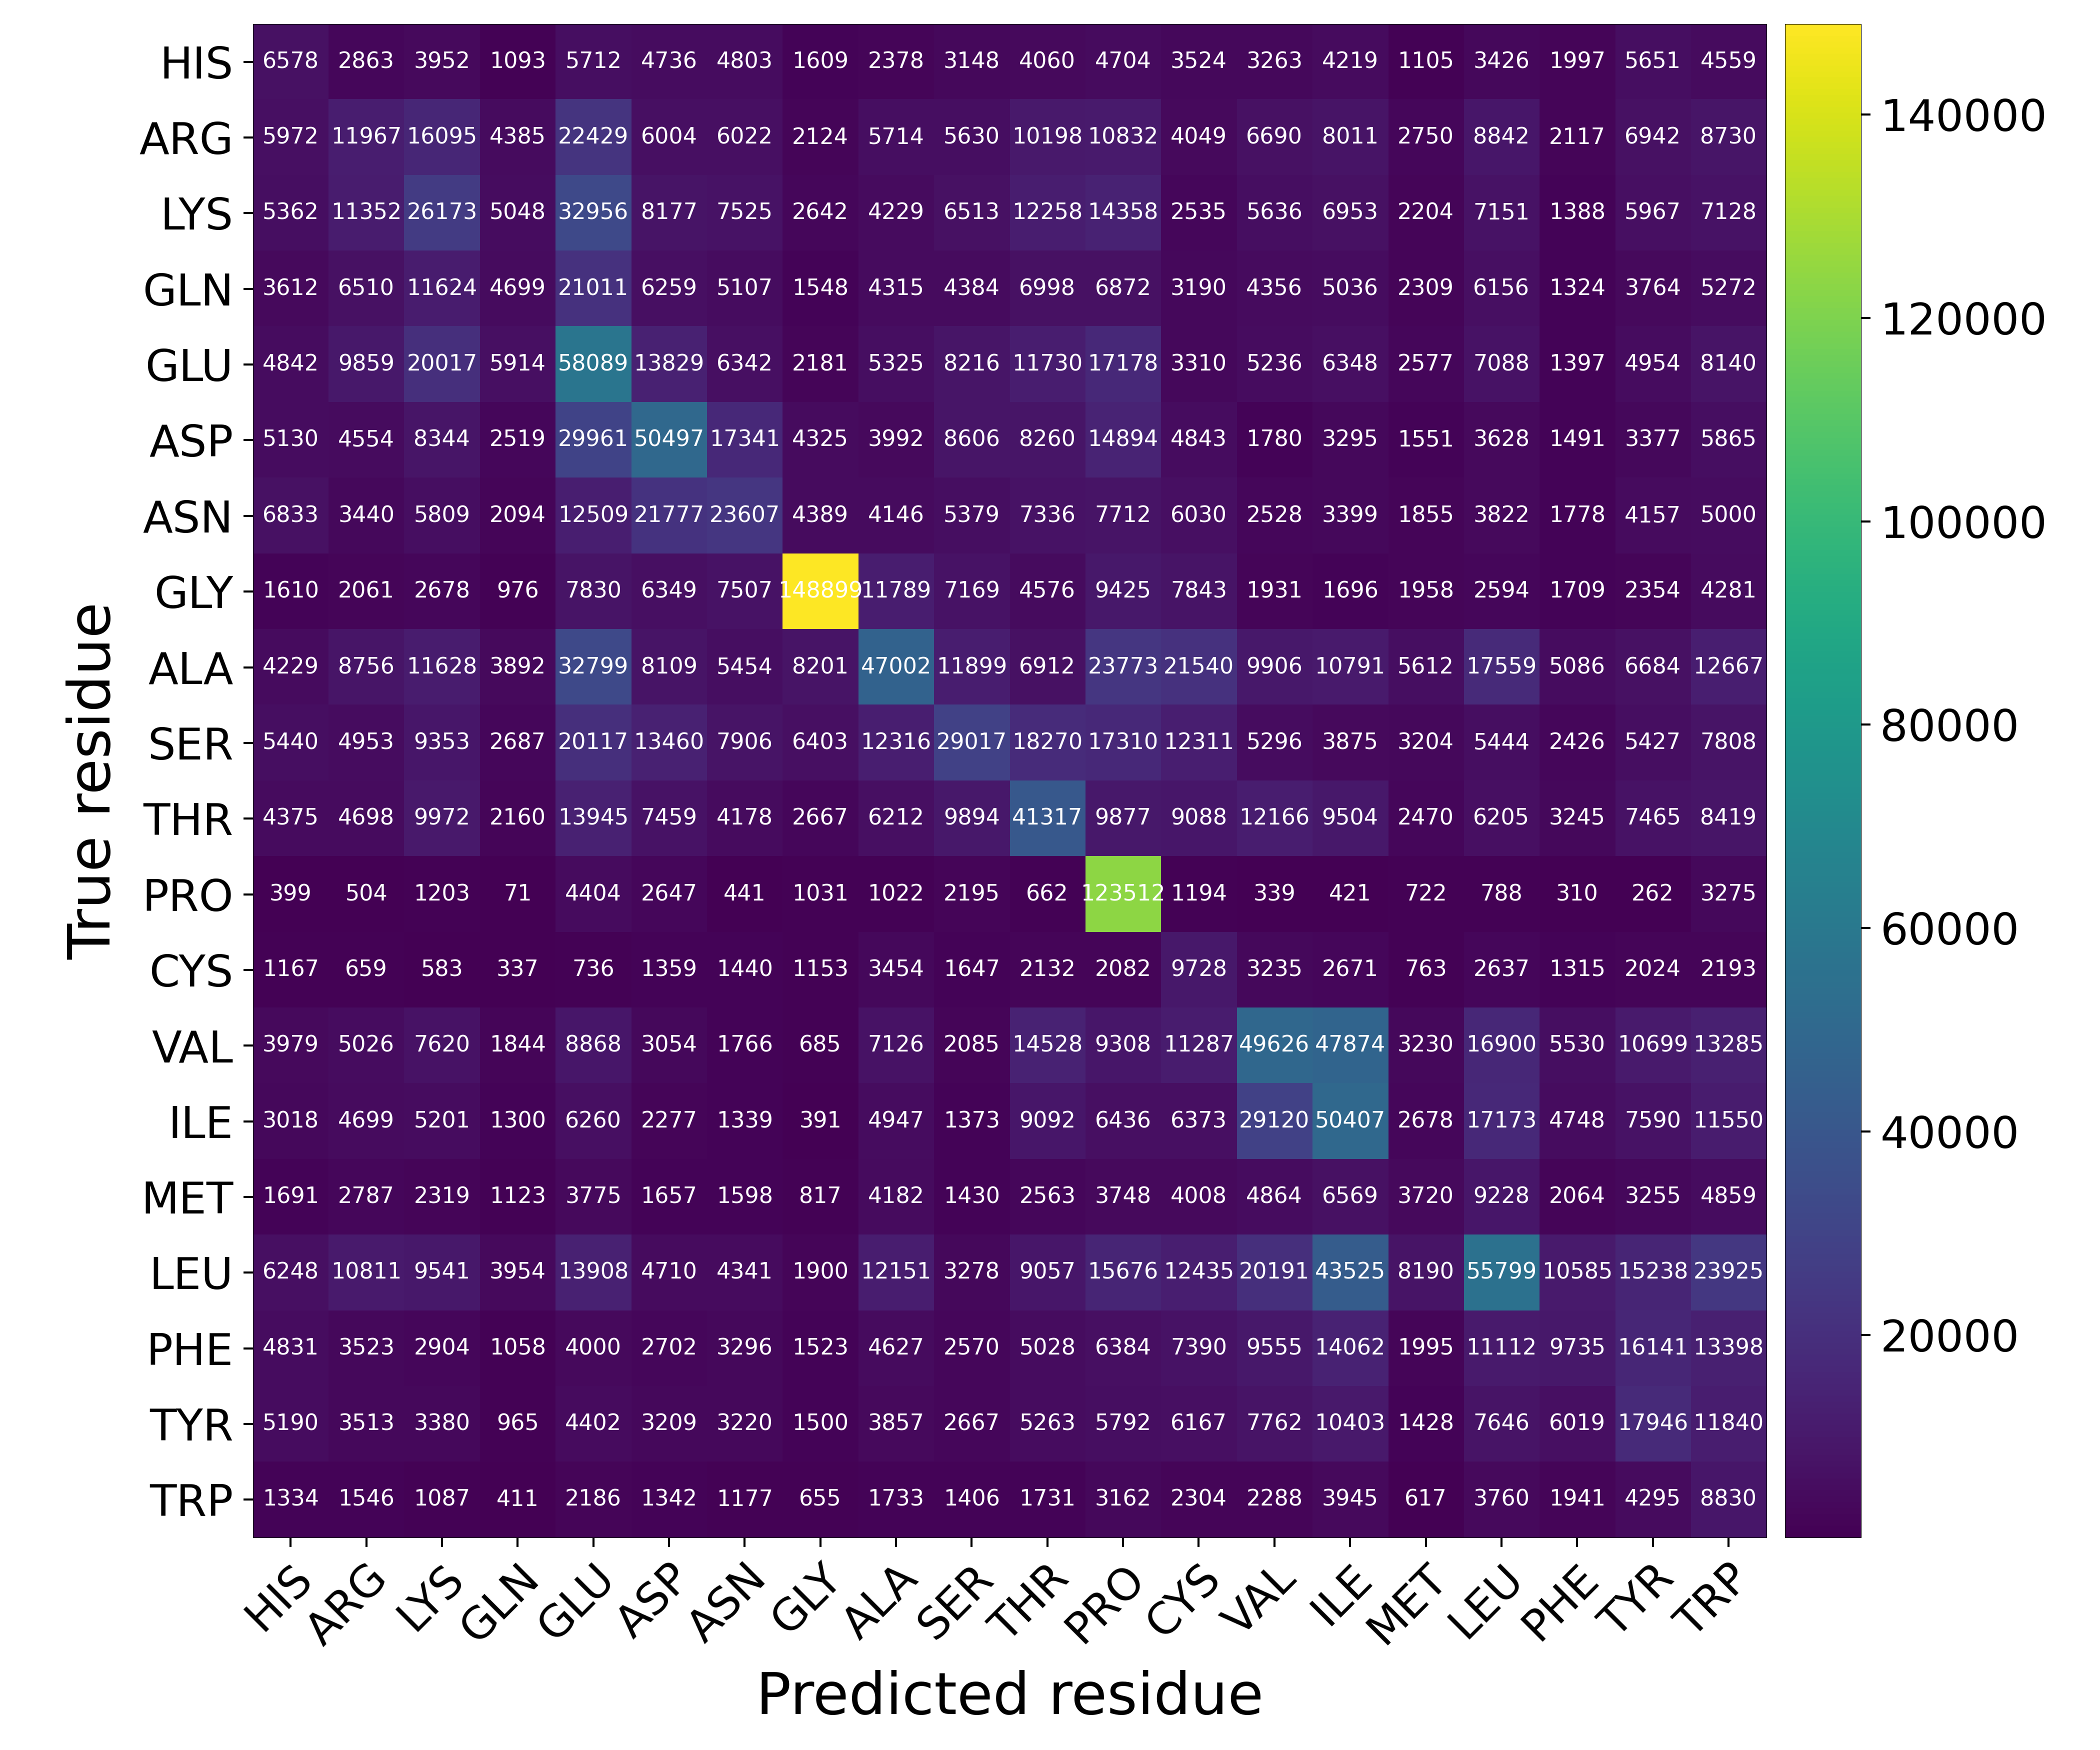 HIS 6578 2863 3952 1093 5712 4736 4803 1609 2378 3148 4060 4704 3524 3263 4219 1105 3426 1997 5651 4559
ARG 5972 11967 16095 4385 22429 6004 6022 2124 5714 5630 10198 10832 4049 6690 8011 2750 8842 2117 6942 8730
LYS 5362 11352 26173 5048 32956 8177 7525 2642 4229 6513 12258 14358 2535 5636 6953 2204 7151 1388 5967 7128
GLN 3612 6510 11624 4699 21011 6259 5107 1548 4315 4384 6998 6872 3190 4356 5036 2309 6156 1324 3764 5272
GLU 4842 9859 20017 5914 58089 13829 6342 2181 5325 8216 11730 17178 3310 5236 6348 2577 7088 1397 4954 8140
ASP 5130 4554 8344 2519 29961 50497 17341 4325 3992 8606 8260 14894 4843 1780 3295 1551 3628 1491 3377 5865
ASN 6833 3440 5809 2094 12509 21777 23607 4389 4146 5379 7336 7712 6030 2528 3399 1855 3822 1778 4157 5000
GLY 1610 2061 2678 976 7830 6349 7507 148899 11789 7169 4576 9425 7843 1931 1696 1958 2594 1709 2354 4281
ALA 4229 8756 11628 3892 32799 8109 5454 8201 47002 11899 6912 23773 21540 9906 10791 5612 17559 5086 6684 12667
SER 5440 4953 9353 2687 20117 13460 7906 6403 12316 29017 18270 17310 12311 5296 3875 3204 5444 2426 5427 7808
THR 4375 4698 9972 2160 13945 7459 4178 2667 6212 9894 41317 9877 9088 12166 9504 2470 6205 3245 7465 8419
PRO 399 504 1203 71 4404 2647 441 1031 1022 2195 662 123512 1194 339 421 722 788 310 262 3275
CYS 1167 659 583 337 736 1359 1440 1153 3454 1647 2132 2082 9728 3235 2671 763 2637 1315 2024 2193
VAL 3979 5026 7620 1844 8868 3054 1766 685 7126 2085 14528 9308 11287 49626 47874 3230 16900 5530 10699 13285
ILE 3018 4699 5201 1300 6260 2277 1339 391 4947 1373 9092 6436 6373 29120 50407 2678 17173 4748 7590 11550
MET 1691 2787 2319 1123 3775 1657 1598 817 4182 1430 2563 3748 4008 4864 6569 3720 9228 2064 3255 4859
LEU 6248 10811 9541 3954 13908 4710 4341 1900 12151 3278 9057 15676 12435 20191 43525 8190 55799 10585 15238 23925
PHE 4831 3523 2904 1058 4000 2702 3296 1523 4627 2570 5028 6384 7390 9555 14062 1995 11112 9735 16141 13398
TYR 5190 3513 3380 965 4402 3209 3220 1500 3857 2667 5263 5792 6167 7762 10403 1428 7646 6019 17946 11840
TRP 1334 1546 1087 411 2186 1342 1177 655 1733 1406 1731 3162 2304 2288 3945 617 3760 1941 4295 8830
HIS ARG LYS GLN GLU ASP ASN GLY ALA SER THR PRO CYS VAL ILE MET LEU PHE TYR TRP
Predicted residue
True residue
140000
120000
100000
80000
60000
40000
20000